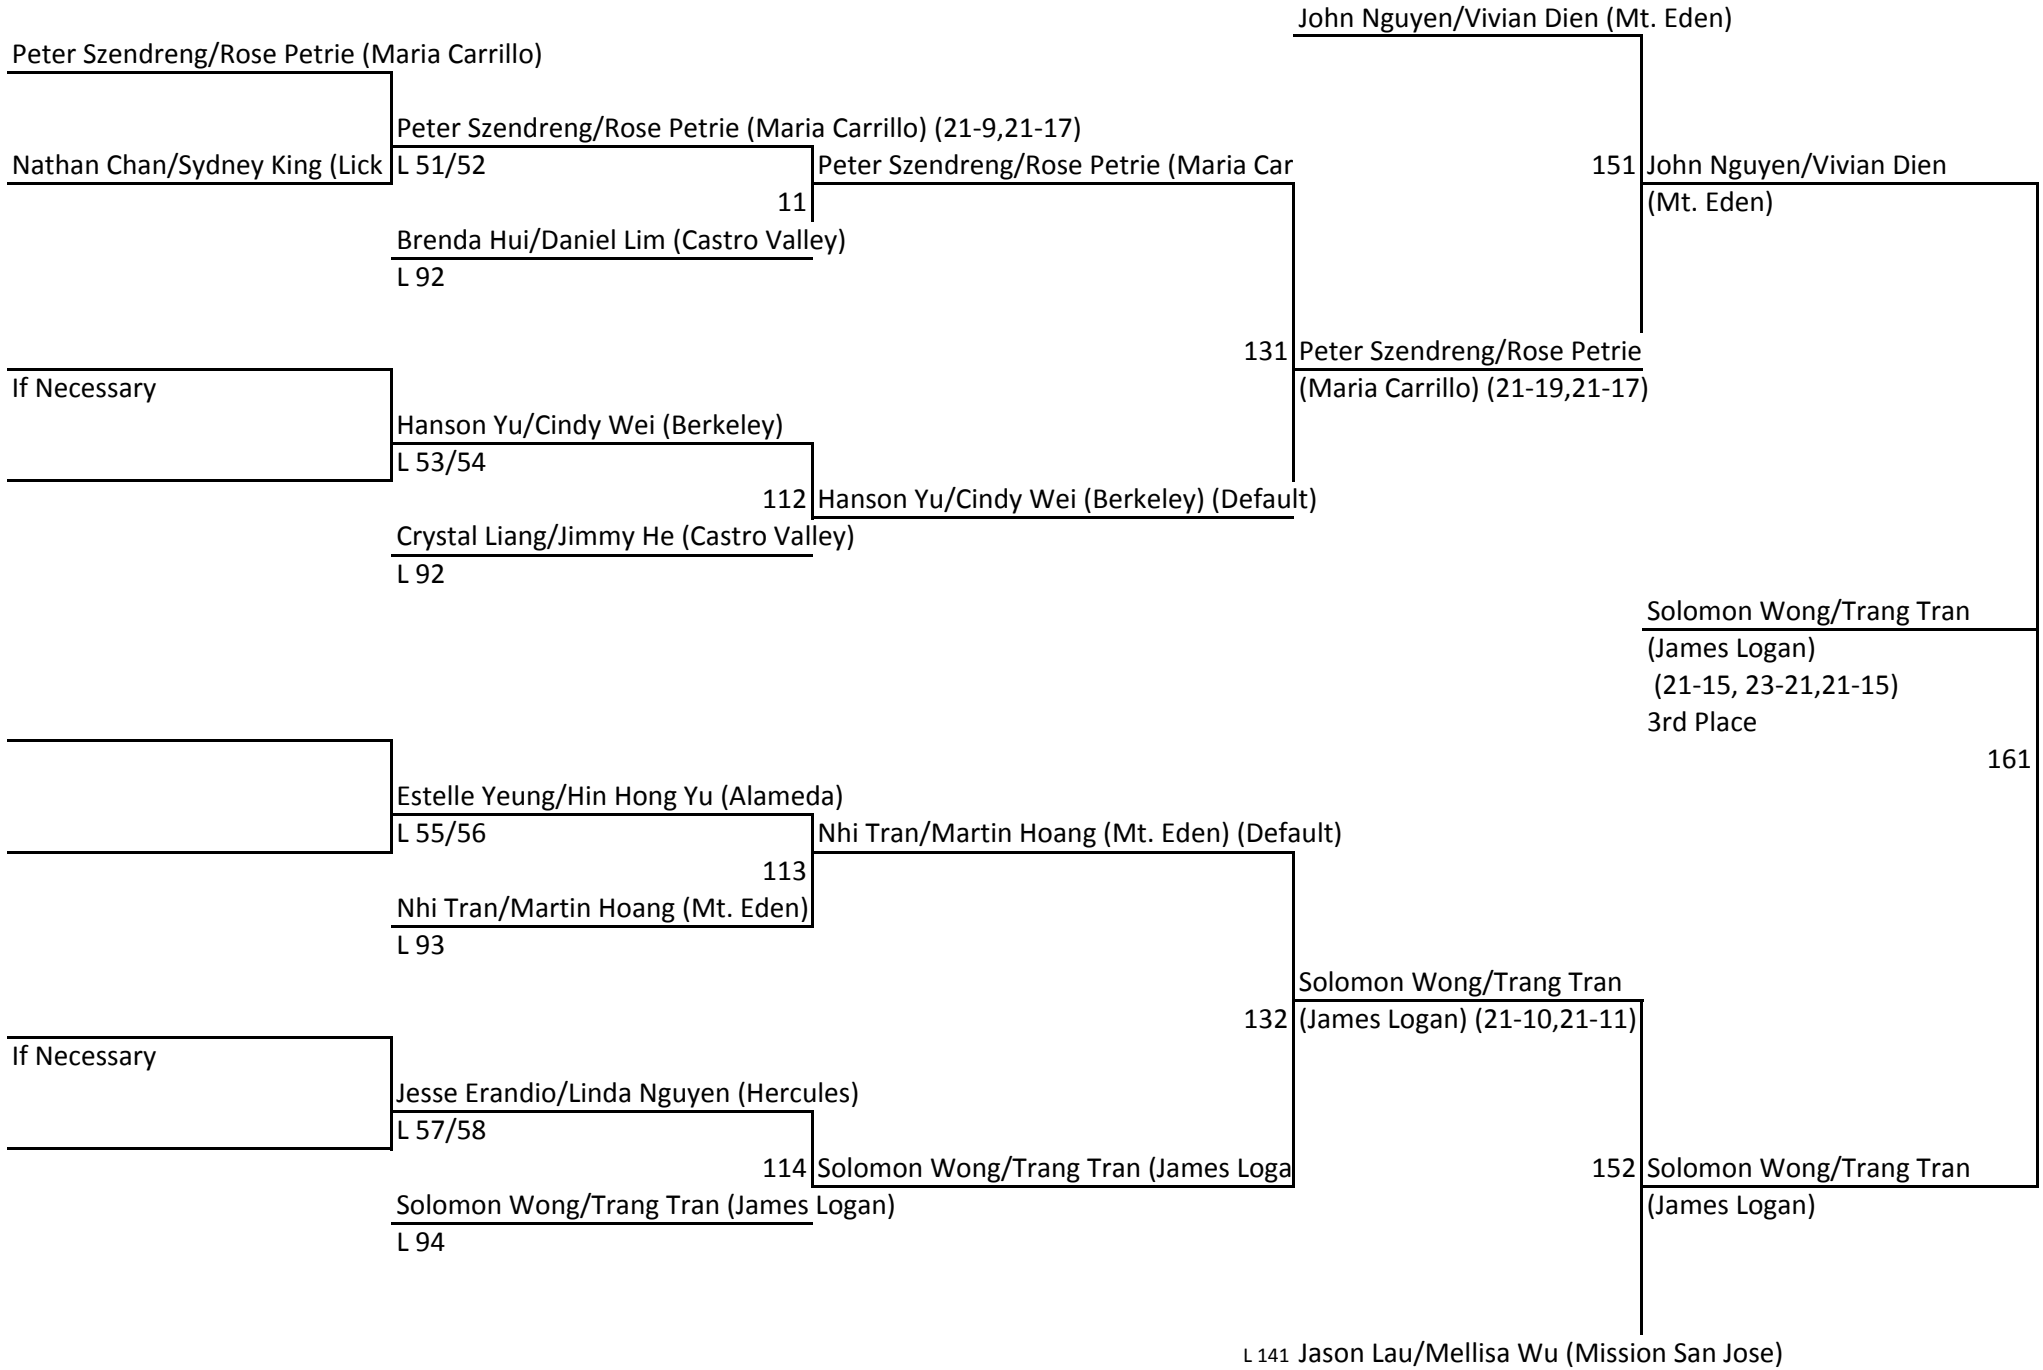 John Nguyen/Vivian Dien (Mt. Eden)
Peter Szendreng/Rose Petrie (Maria Carrillo)
Peter Szendreng/Rose Petrie (Maria Carrillo) (21-9,21-17)
Nathan Chan/Sydney King (Lick
L 51/52
Peter Szendreng/Rose Petrie (Maria Car
151
John Nguyen/Vivian Dien
11
(Mt. Eden)
Brenda Hui/Daniel Lim (Castro Valley)
L 92
131
Peter Szendreng/Rose Petrie
If Necessary
(Maria Carrillo) (21-19,21-17)
Hanson Yu/Cindy Wei (Berkeley)
L 53/54
112
Hanson Yu/Cindy Wei (Berkeley) (Default)
Crystal Liang/Jimmy He (Castro Valley)
L 92
Solomon Wong/Trang Tran
(James Logan)
(21-15, 23-21,21-15)
3rd Place
161
Estelle Yeung/Hin Hong Yu (Alameda)
L 55/56
Nhi Tran/Martin Hoang (Mt. Eden) (Default)
113
Nhi Tran/Martin Hoang (Mt. Eden)
L 93
Solomon Wong/Trang Tran
132
(James Logan) (21-10,21-11)
If Necessary
Jesse Erandio/Linda Nguyen (Hercules)
L 57/58
114
Solomon Wong/Trang Tran (James Loga
152
Solomon Wong/Trang Tran
Solomon Wong/Trang Tran (James Logan)
(James Logan)
L 94
L 141
Jason Lau/Mellisa Wu (Mission San Jose)